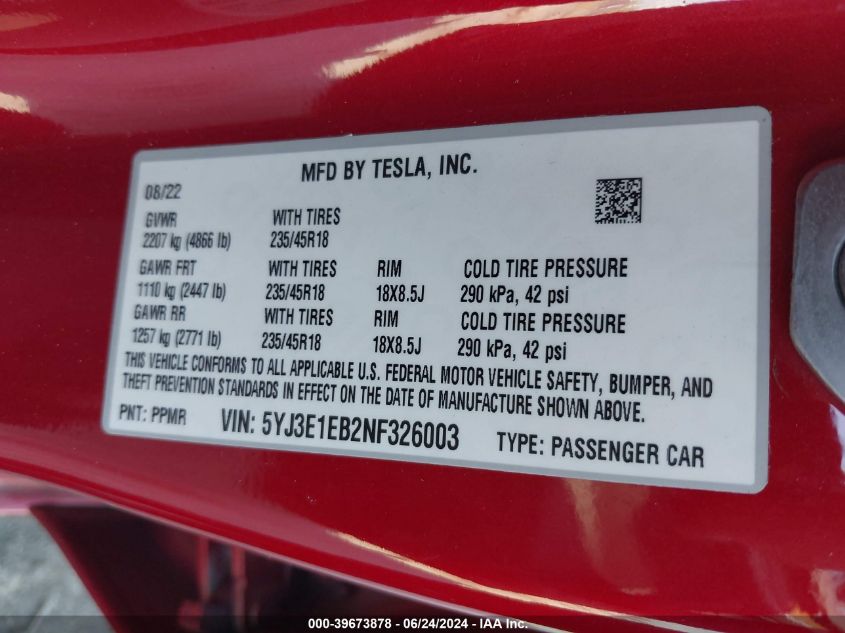 MFD BY TESLA, INC.
08/22
GVWR WITH TIRES
2207 kg (4866 lb) 235/45R18
GAWR FRT WITH TIRES RIM COLD TIRE PRESSURE
1110 kg (2447 lb) 235/45R18 18X8.5J 290 kPa, 42 psi
GAWR RR WITH TIRES RIM COLD TIRE PRESSURE
1257 kg (2771 lb) 235/45R18 18X8.5J 290 kPa, 42 psi
THIS VEHICLE CONFORMS TO ALL APPLICABLE U.S. FEDERAL MOTOR VEHICLE SAFETY, BUMPER, AND
THEFT PREVENTION STANDARDS IN EFFECT ON THE DATE OF MANUFACTURE SHOWN ABOVE.
PNT: PPMR VIN: 5YJ3E1EB2NF326003 TYPE: PASSENGER CAR
000-39673878 - 06/24/2024 - IAA Inc.